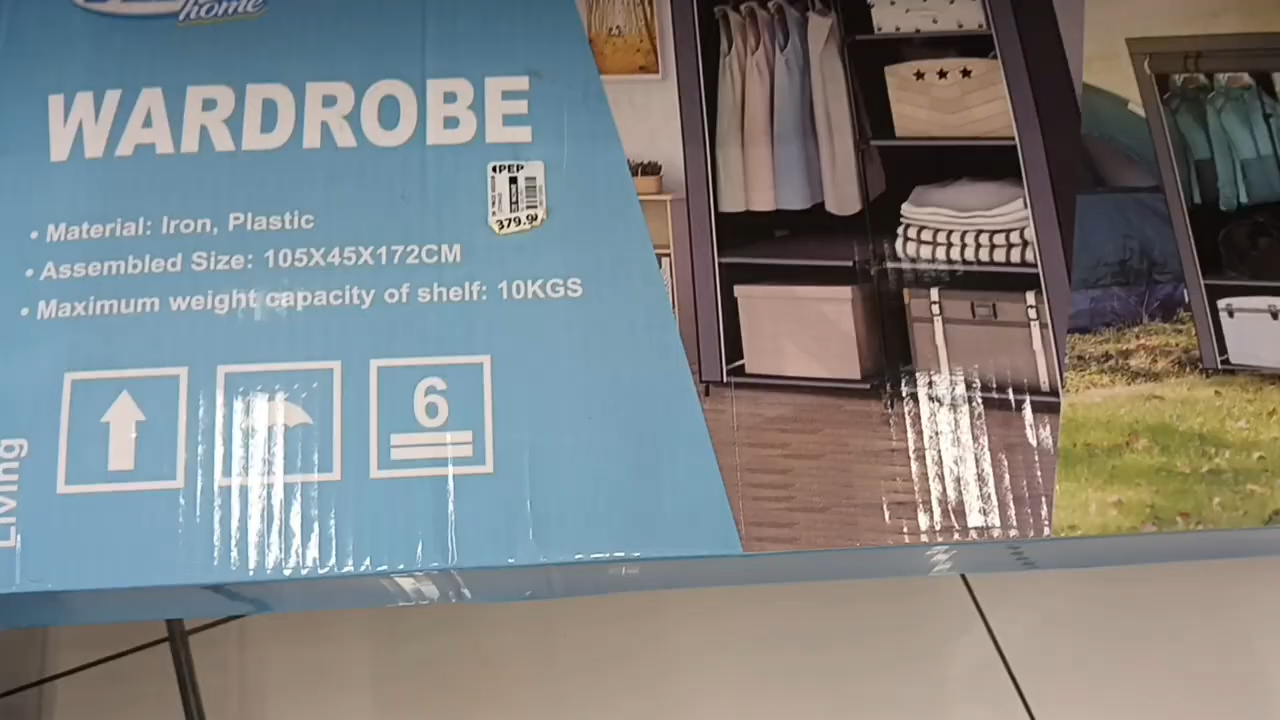 home
WARDROBE
PEP
379.9
• Material: Iron, Plastic
• Assembled Size: 105X45X172CM
• Maximum weight capacity of shelf: 10KGS
6
Living